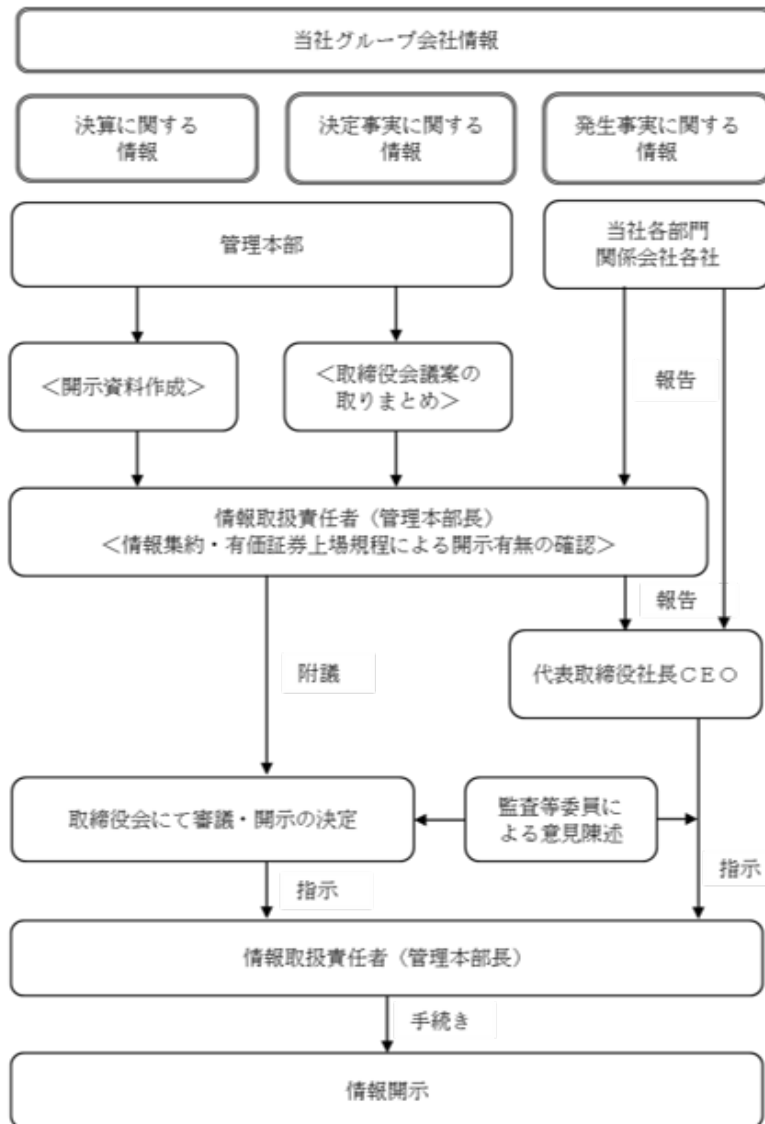 当社グループ会社情報
決算に関する
情報
決定事実に関する
情報
発生事実に関する
情報
管理本部
当社各部門
関係会社各社
＜開示資料作成＞
＜取締役会議案の
取りまとめ＞
報告
情報取扱責任者（管理本部長）
＜情報集約・有価証券上場規程による開示有無の確認＞
報告
附議
代表取締役社長ＣＥＯ
取締役会にて審議・開示の決定
監査等委員に
よる意見陳述
指示
指示
情報取扱責任者（管理本部長）
手続き
情報開示